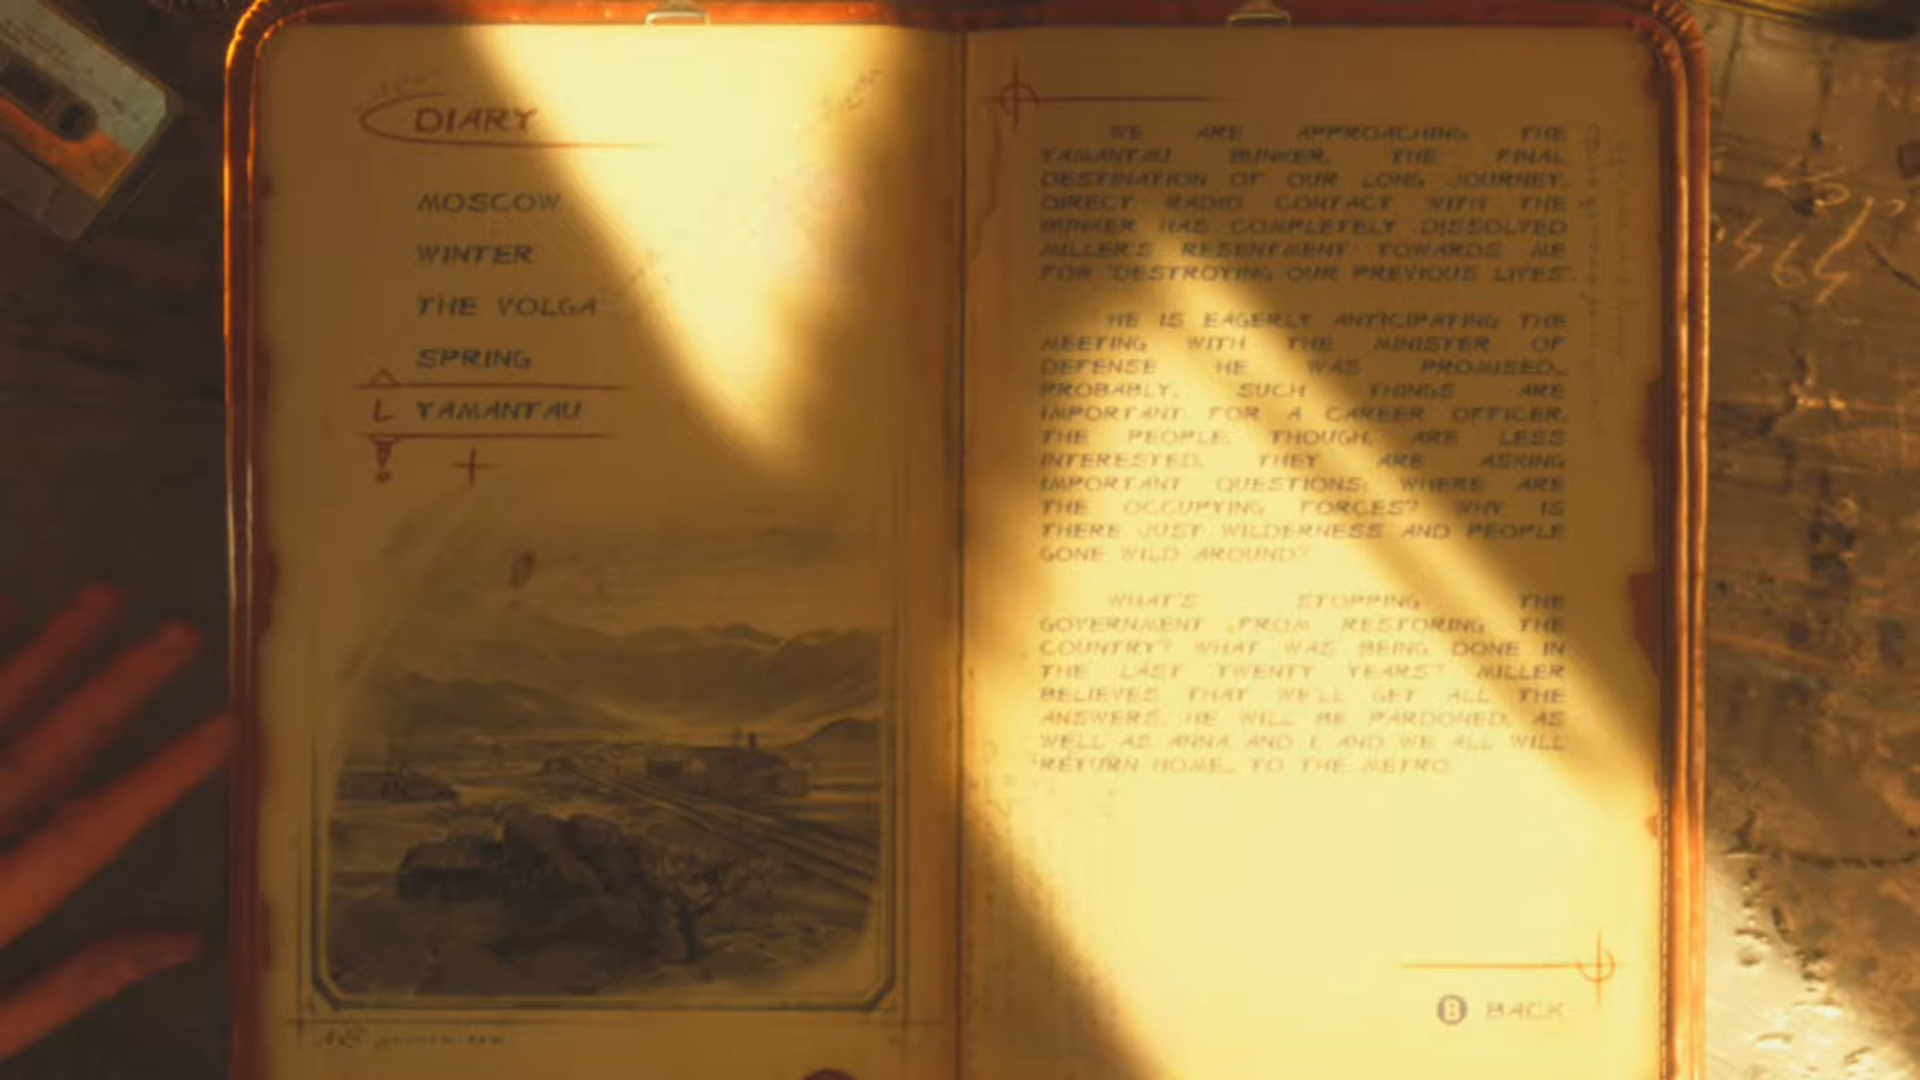 DIARY
MOSCOW
WINTER
THE VOLGA
SPRING
YAMANTAU
WE ARE APPROACHING THE
YAMANTAU BUNKER, THE FINAL
DESTINATION OF OUR LONG JOURNEY.
DIRECT RADIO CONTACT WITH THE
BUNKER HAS COMPLETELY DISSOLVED
MILLER'S RESENTMENT TOWARDS ME
FOR "DESTROYING OUR PREVIOUS LIVES".
HE IS EAGERLY ANTICIPATING THE
MEETING WITH THE MINISTER OF
DEFENSE HE WAS PROMISED...
PROBABLY, SUCH THINGS ARE
IMPORTANT FOR A CAREER OFFICER.
THE PEOPLE, THOUGH, ARE LESS
INTERESTED. THEY ARE ASKING
IMPORTANT QUESTIONS: WHERE ARE
THE OCCUPYING FORCES? WHY IS
THERE JUST WILDERNESS AND PEOPLE
GONE WILD AROUND?
WHAT'S STOPPING THE
GOVERNMENT FROM RESTORING THE
COUNTRY? WHAT WAS BEING DONE IN
THE LAST TWENTY YEARS? MILLER
BELIEVES THAT WE'LL GET ALL THE
ANSWERS. HE WILL BE PARDONED, AS
WELL AS ANNA AND I, AND WE ALL WILL
RETURN HOME... TO THE METRO.
B BACK